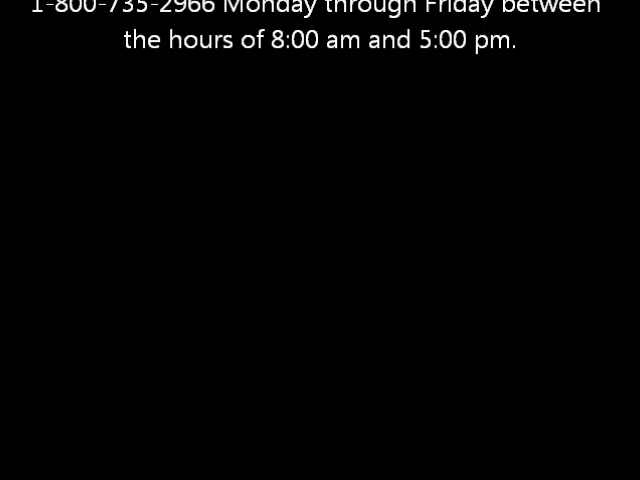 1-800-735-2966 Monday through Friday between
the hours of 8:00 am and 5:00 pm.